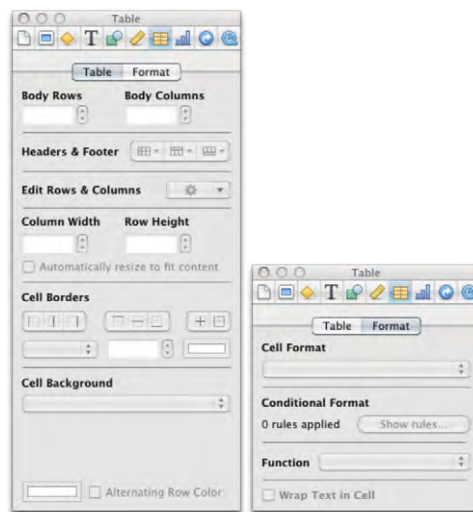 Table
T
Table Format
Body Rows Body Columns
Headers & Footer
Edit Rows & Columns
Column Width Row Height
Automatically resize to fit content
Cell Borders
Cell Background
Alternating Row Color
Table
T
Table Format
Cell Format
Conditional Format
0 rules applied Show rules...
Function
Wrap Text in Cell